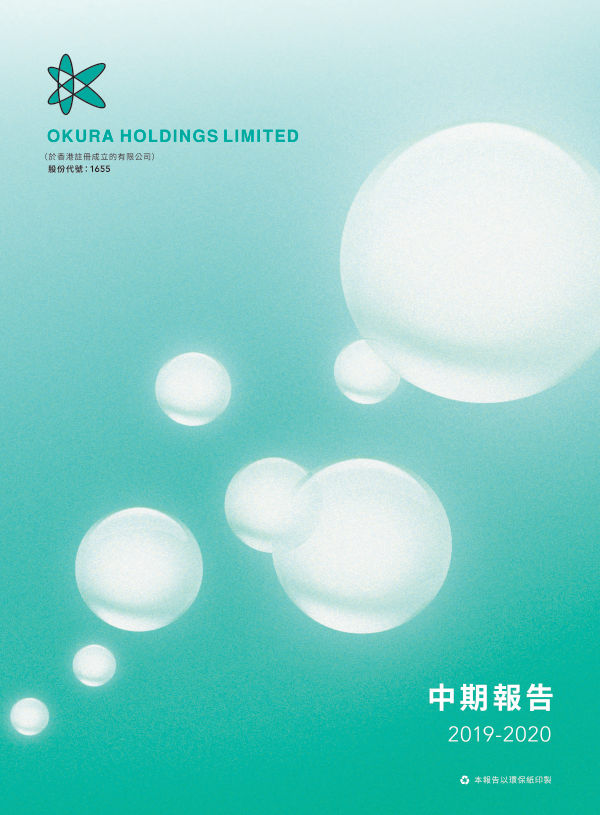 OKURA HOLDINGS LIMITED
(於香港註冊成立的有限公司)
股份代號：1655
中期報告
2019-2020
本報告以環保紙印製